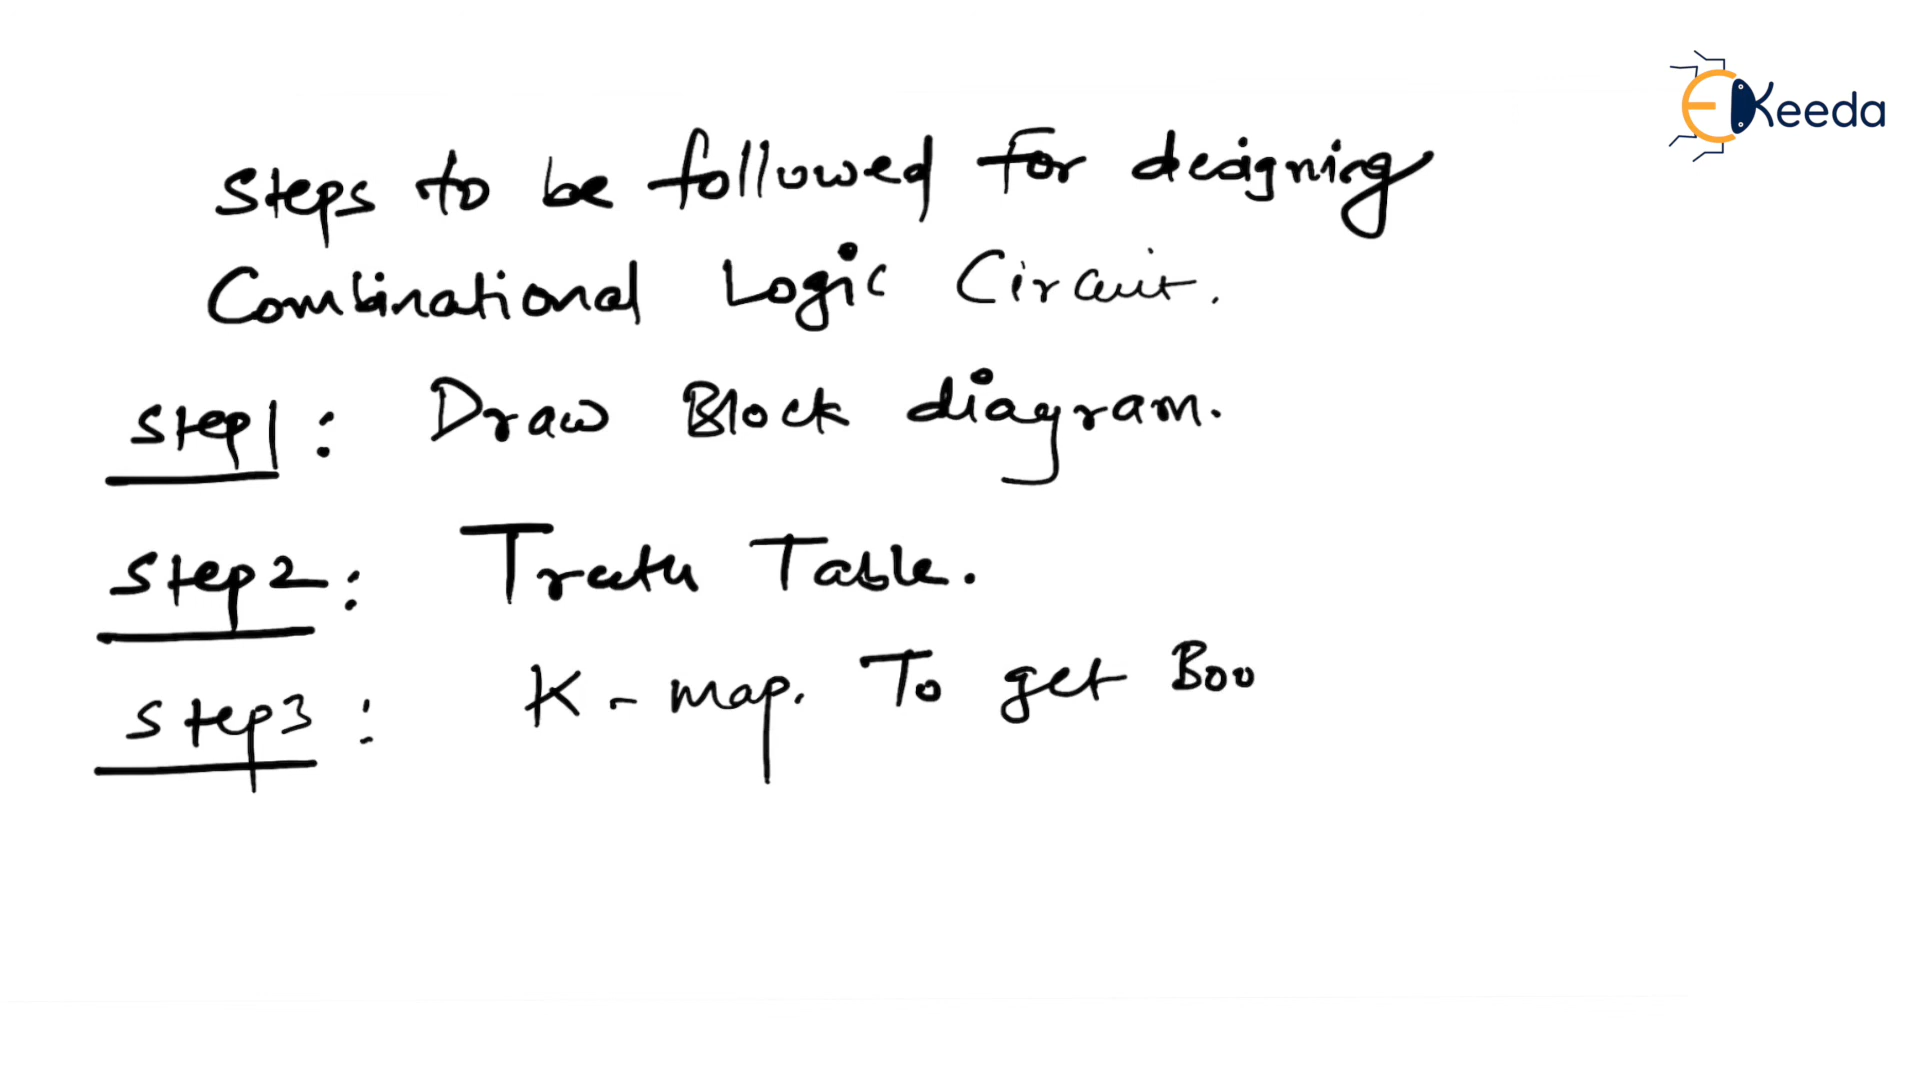 EKeeda
Steps to be followed for designing
Combinational Logic Circuit.
Step1: Draw Block diagram.
Step2: Truth Table.
Step3: K-map. To get Boo